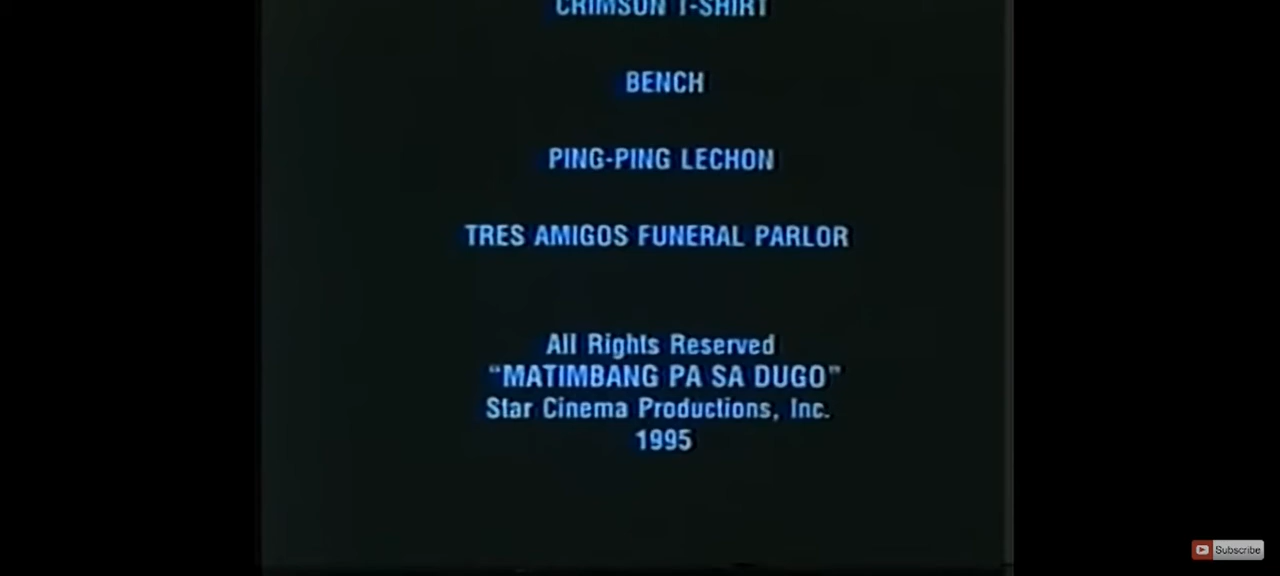 CRIMSON T-SHIRT
BENCH
PING-PING LECHON
TRES AMIGOS FUNERAL PARLOR
All Rights Reserved
"MATIMBANG PA SA DUGO"
Star Cinema Productions, Inc.
1995
Subscribe